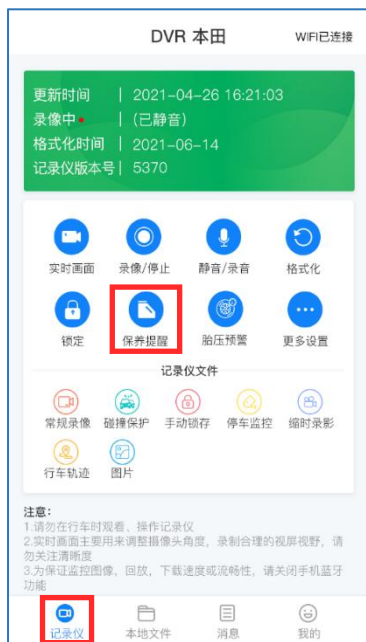 DVR 本田 WIFI已连接
更新时间 | 2021-04-26 16:21:03
录像中 | (已静音)
格式化时间 | 2021-06-14
记录仪版本号 | 5370
实时画面 录像/停止 静音/录音 格式化
锁定 保养提醒 胎压预警 更多设置
记录仪文件
常规录像 碰撞保护 手动锁存 停车监控 缩时录影
行车轨迹 图片
注意：
1.请勿在行车时观看、操作记录仪
2.实时画面主要用来调整摄像头角度，录制合理的视屏视野，请
勿关注清晰度
3.为保证监控图像，回放，下载速度或流畅性，请关闭手机蓝牙
功能
记录仪 本地文件 消息 我的